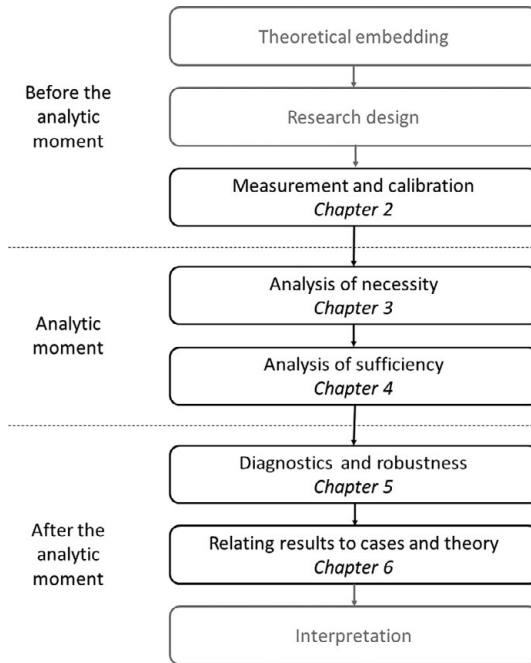 Theoretical embedding
Before the
analytic
moment
Research design
Measurement and calibration
Chapter 2
Analytic
moment
Analysis of necessity
Chapter 3
Analysis of sufficiency
Chapter 4
After the
analytic
moment
Diagnostics and robustness
Chapter 5
Relating results to cases and theory
Chapter 6
Interpretation